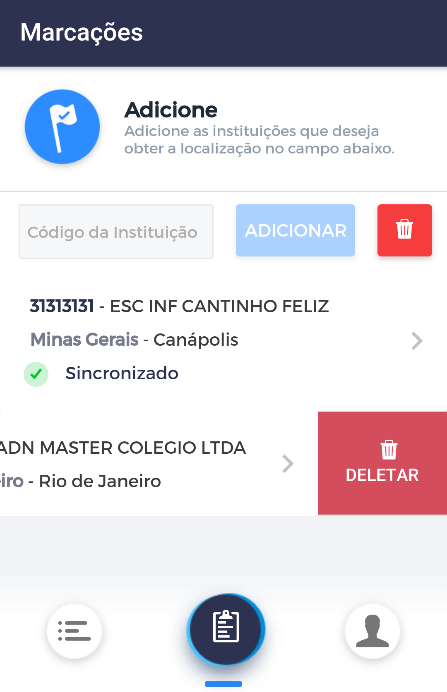 Marcações
Adicione
Adicione as instituições que deseja
obter a localização no campo abaixo.
Código da Instituição
ADICIONAR
31313131 - ESC INF CANTINHO FELIZ
Minas Gerais - Canápolis
Sincronizado
ADN MASTER COLEGIO LTDA
eiro - Rio de Janeiro
DELETAR